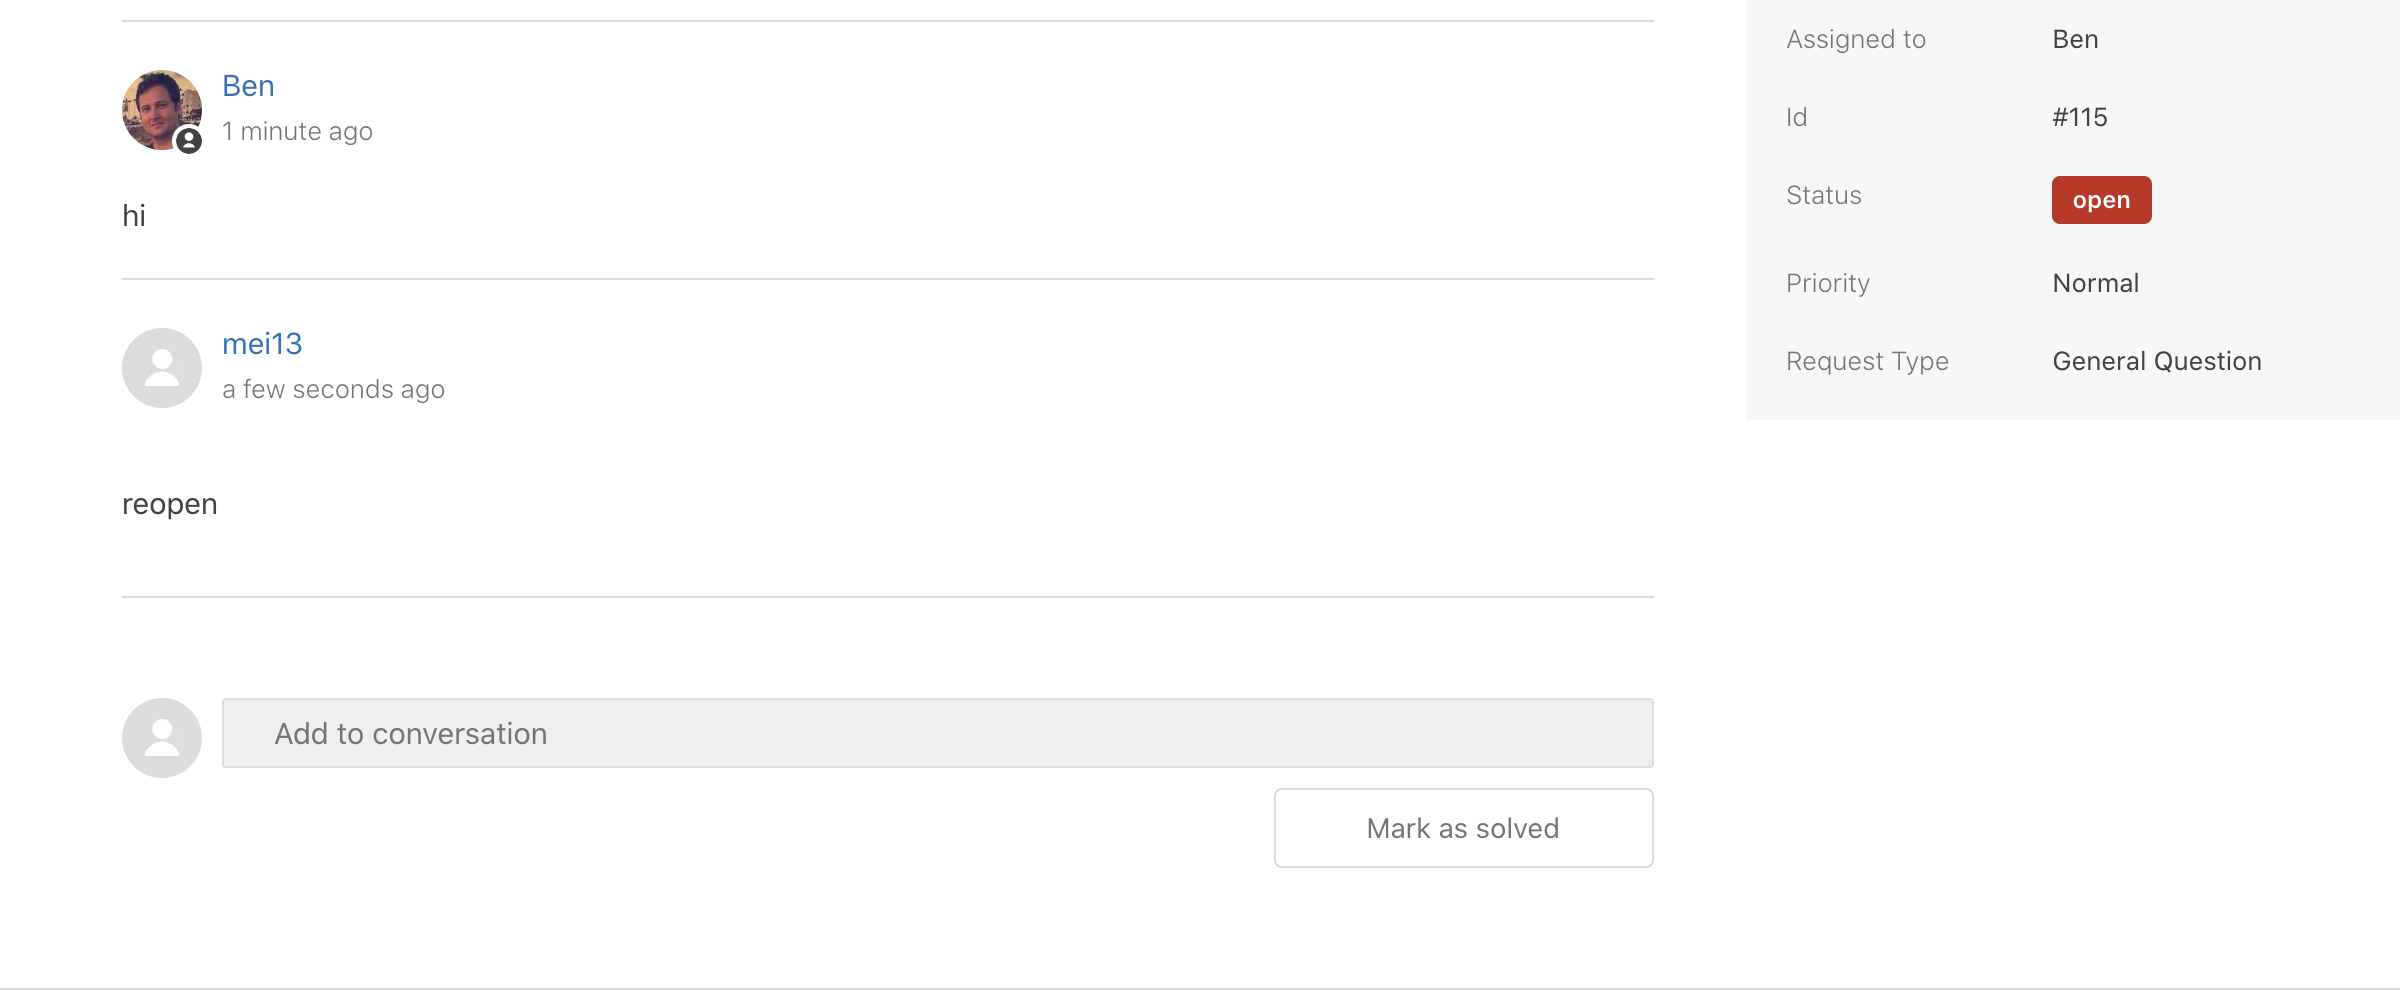 Ben
1 minute ago
hi
mei13
a few seconds ago
reopen
Add to conversation
Mark as solved
Assigned to Ben
Id #115
Status open
Priority Normal
Request Type General Question